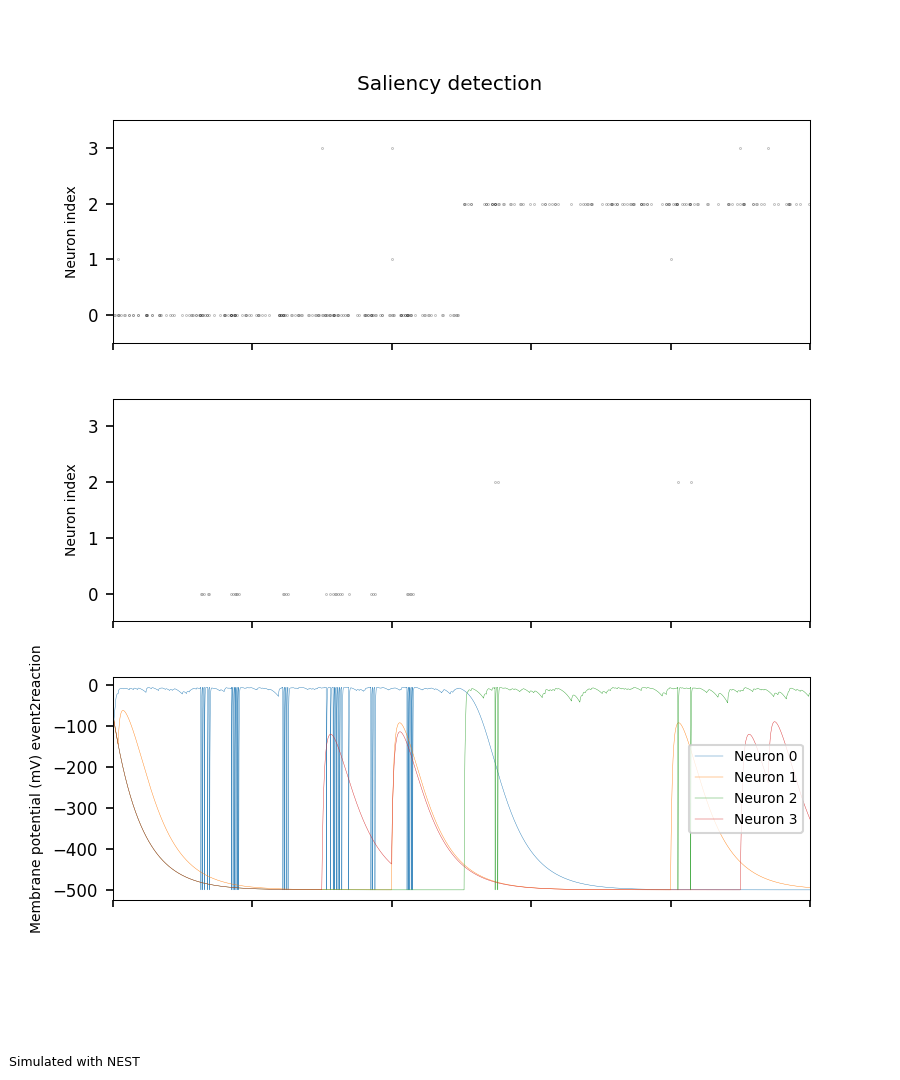 Saliency detection
Neuron index
3
2
1
0
Neuron index
3
2
1
0
Membrane potential (mV) event2reaction
0
−100
−200
−300
−400
−500
Neuron 0
Neuron 1
Neuron 2
Neuron 3
Simulated with NEST